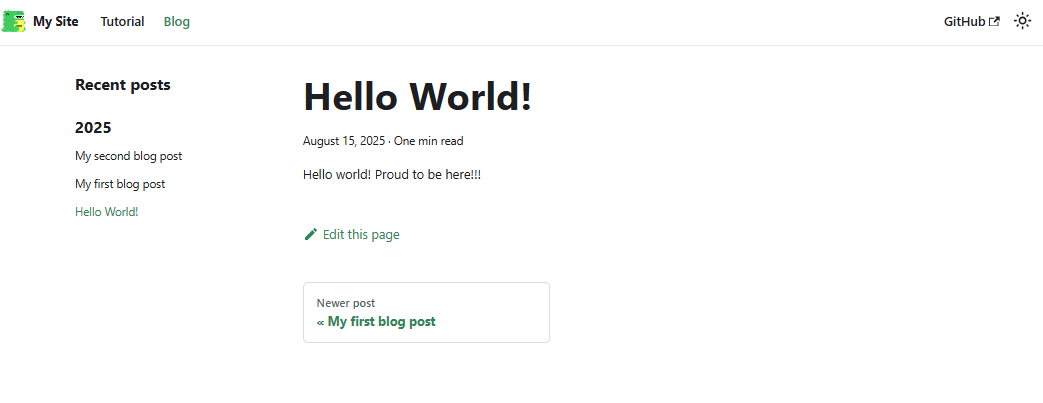 My Site Tutorial Blog GitHub
Recent posts
2025
My second blog post
My first blog post
Hello World!
Hello World!
August 15, 2025 · One min read
Hello world! Proud to be here!!!
Edit this page
Newer post
« My first blog post